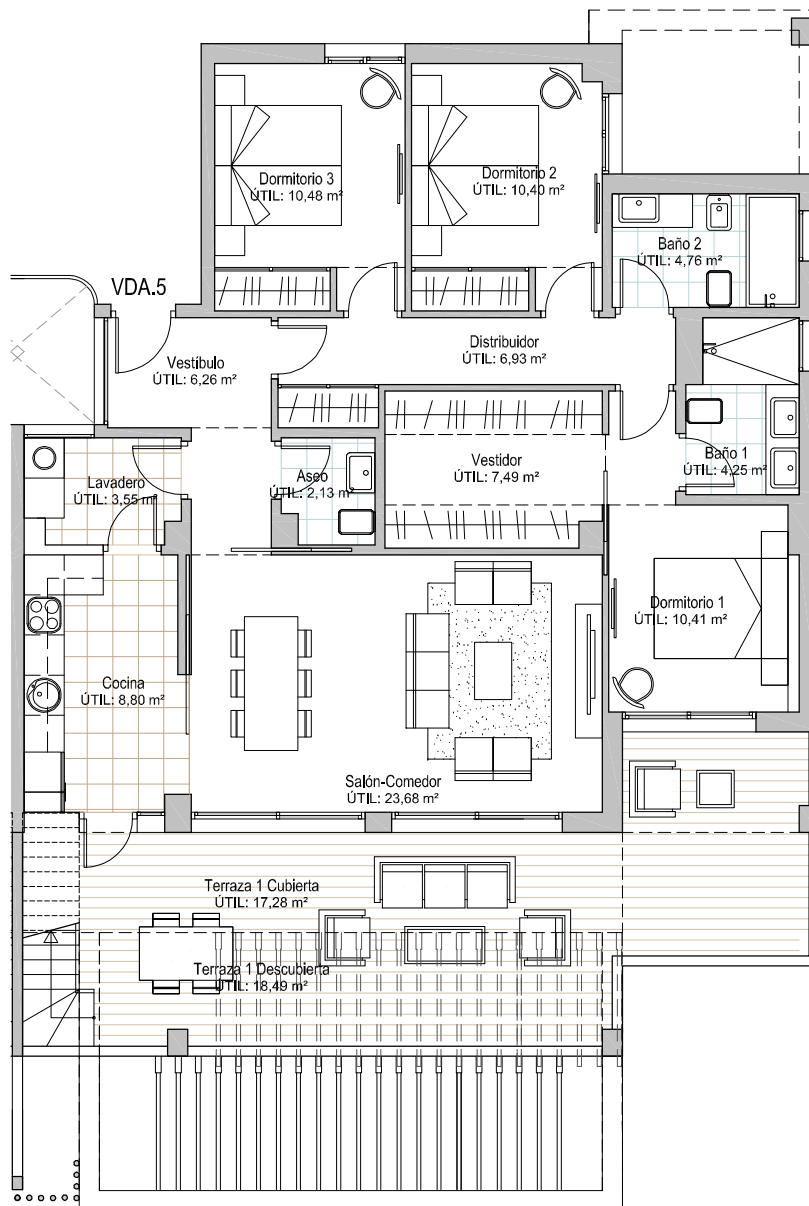 Dormitorio 3
ÚTIL: 10,48 m²
Dormitorio 2
ÚTIL: 10,40 m²
Baño 2
ÚTIL: 4,76 m²
VDA.5
Vestíbulo
ÚTIL: 6,26 m²
Distribuidor
ÚTIL: 6,93 m²
Lavadero
ÚTIL: 3,55 m²
Aseo
ÚTIL: 2,13 m²
Vestidor
ÚTIL: 7,49 m²
Baño 1
ÚTIL: 4,25 m²
Dormitorio 1
ÚTIL: 10,41 m²
Cocina
ÚTIL: 8,80 m²
Salón-Comedor
ÚTIL: 23,68 m²
Terraza 1 Cubierta
ÚTIL: 17,28 m²
Terraza 1 Descubierta
ÚTIL: 18,49 m²